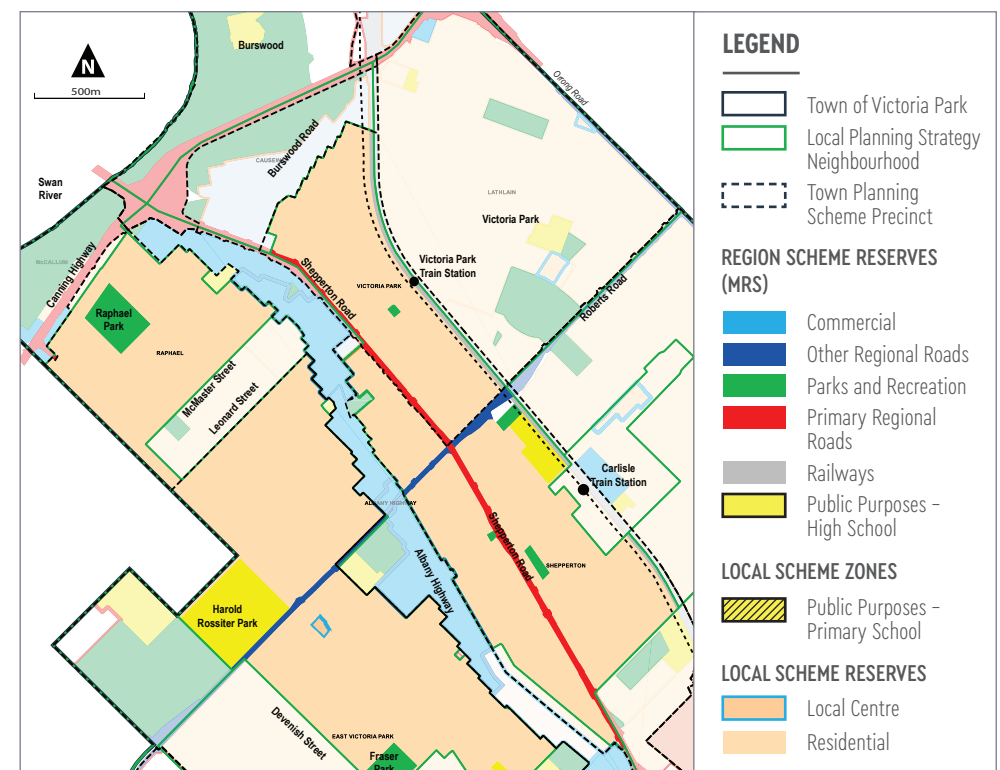 Burswood
N
500m
Orrong Road
Burswood Road
CAUSEW
Swan
River
LATHLAIN
Victoria Park
McCALLUM
Canning Highway
Victoria Park
Train Station
Shepperton Road
VICTORIA PARK
Roberts Road
Raphael
Park
RAPHAEL
McMaster Street
Leonard Street
Carlisle
Train Station
ALBANY HIGHWAY
Shepperton Road
Albany Highway
SHEPPERTON
Harold
Rossiter Park
Devenish Street
EAST VICTORIA PARK
Fraser
Park
LEGEND
Town of Victoria Park
Local Planning Strategy
Neighbourhood
Town Planning
Scheme Precinct
REGION SCHEME RESERVES
(MRS)
Commercial
Other Regional Roads
Parks and Recreation
Primary Regional
Roads
Railways
Public Purposes –
High School
LOCAL SCHEME ZONES
Public Purposes –
Primary School
LOCAL SCHEME RESERVES
Local Centre
Residential